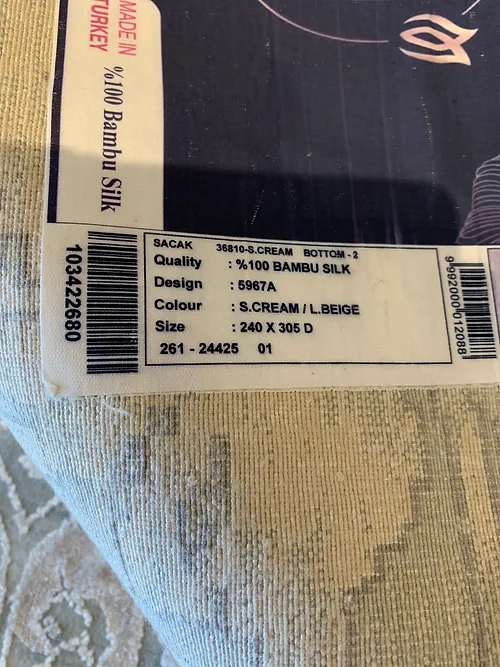 MADE IN
TURKEY
%100 Bambu Silk
SACAK 36810-S.CREAM BOTTOM - 2
Quality : %100 BAMBU SILK
Design : 5967A
Colour : S.CREAM / L.BEIGE
Size : 240 X 305 D
261 - 24425 01
103422680
9992000012088